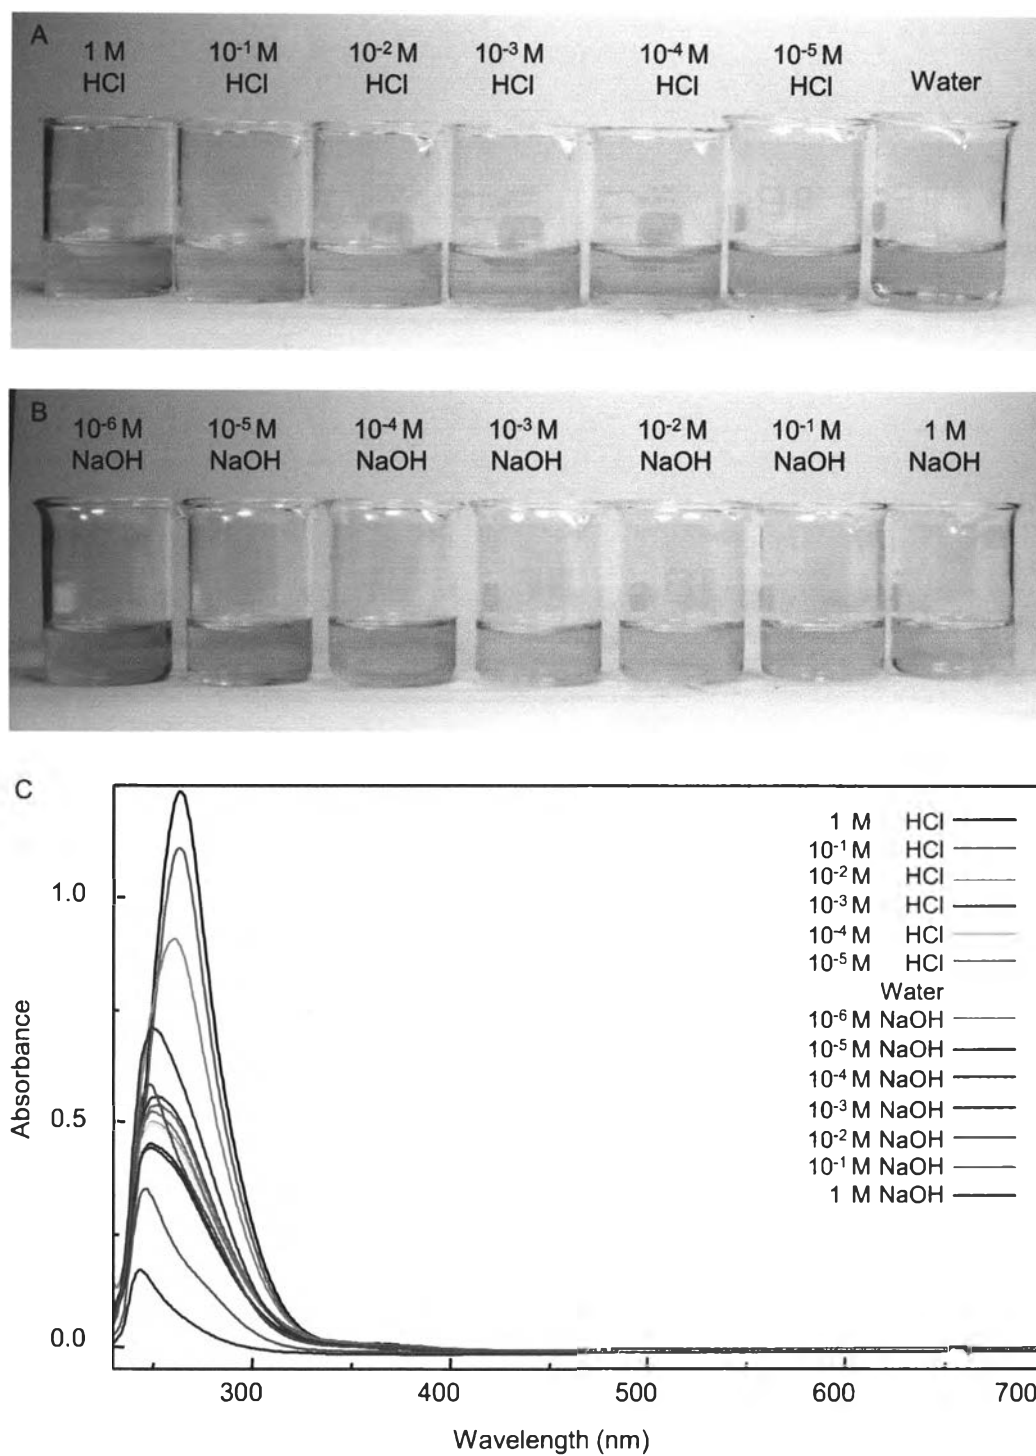 A
1 M 10⁻¹ M 10⁻² M 10⁻³ M 10⁻⁴ M 10⁻⁵ M
HCl HCl HCl HCl HCl HCl Water
B
10⁻⁶ M 10⁻⁵ M 10⁻⁴ M 10⁻³ M 10⁻² M 10⁻¹ M 1 M
NaOH NaOH NaOH NaOH NaOH NaOH NaOH
C
1 M HCl
10⁻¹ M HCl
10⁻² M HCl
10⁻³ M HCl
10⁻⁴ M HCl
10⁻⁵ M HCl
Water
10⁻⁶ M NaOH
10⁻⁵ M NaOH
10⁻⁴ M NaOH
10⁻³ M NaOH
10⁻² M NaOH
10⁻¹ M NaOH
1 M NaOH
1.0
0.5
0.0
Absorbance
300 400 500 600 700
Wavelength (nm)